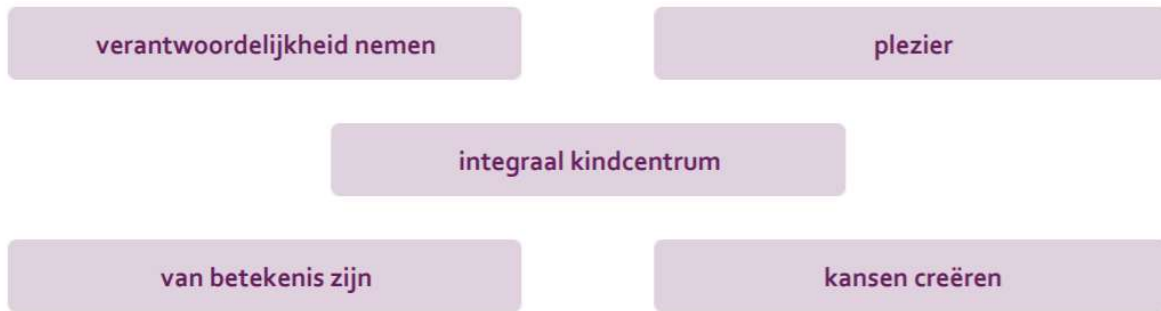 verantwoordelijkheid nemen
plezier
integraal kindcentrum
van betekenis zijn
kansen creëren